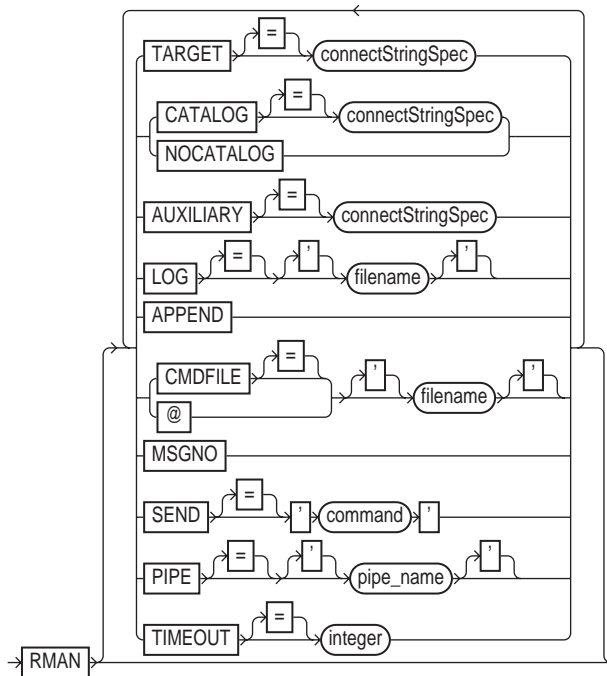 =
TARGET connectStringSpec
=
CATALOG connectStringSpec
NOCATALOG
=
AUXILIARY connectStringSpec
= ' '
LOG filename
APPEND
=
CMDFILE ' '
@ filename
MSGNO
=
SEND ' command '
= ' '
PIPE pipe_name
=
TIMEOUT integer
RMAN